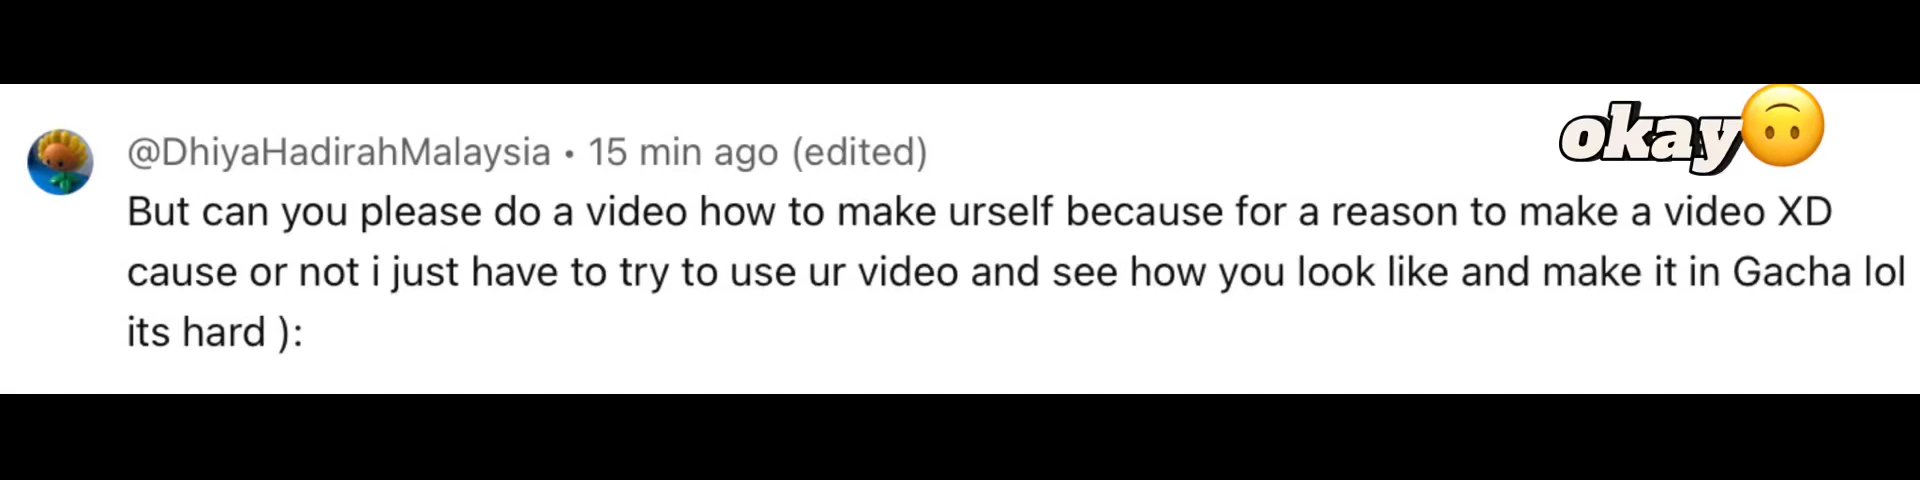 okay🙃
@DhiyaHadirahMalaysia • 15 min ago (edited)
But can you please do a video how to make urself because for a reason to make a video XD
cause or not i just have to try to use ur video and see how you look like and make it in Gacha lol
its hard ):